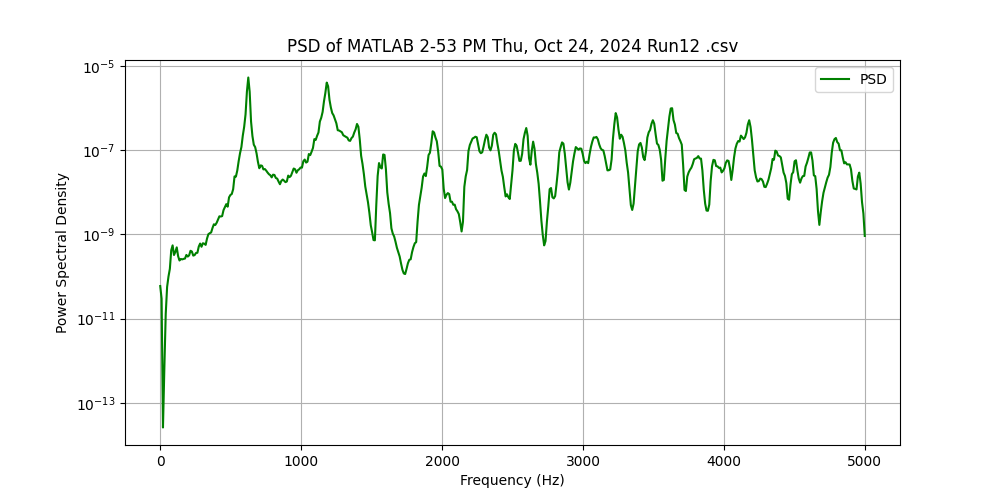 PSD of MATLAB 2-53 PM Thu, Oct 24, 2024 Run12 .csv
PSD
Power Spectral Density
10⁻⁵
10⁻⁷
10⁻⁹
10⁻¹¹
10⁻¹³
0 1000 2000 3000 4000 5000
Frequency (Hz)